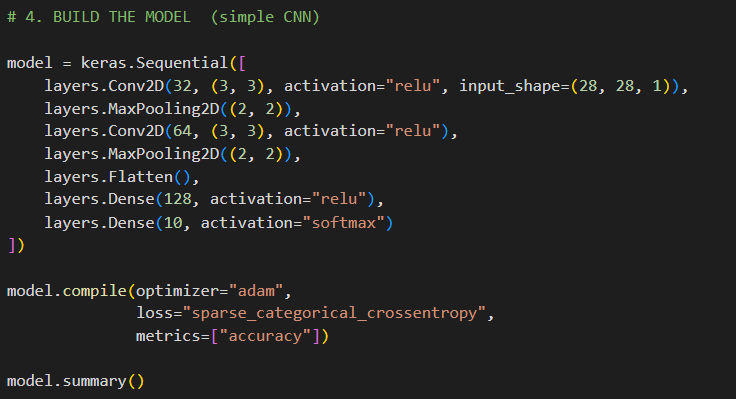 # 4. BUILD THE MODEL  (simple CNN)
model = keras.Sequential([
    layers.Conv2D(32, (3, 3), activation="relu", input_shape=(28, 28, 1)),
    layers.MaxPooling2D((2, 2)),
    layers.Conv2D(64, (3, 3), activation="relu"),
    layers.MaxPooling2D((2, 2)),
    layers.Flatten(),
    layers.Dense(128, activation="relu"),
    layers.Dense(10, activation="softmax")
])
model.compile(optimizer="adam",
              loss="sparse_categorical_crossentropy",
              metrics=["accuracy"])
model.summary()